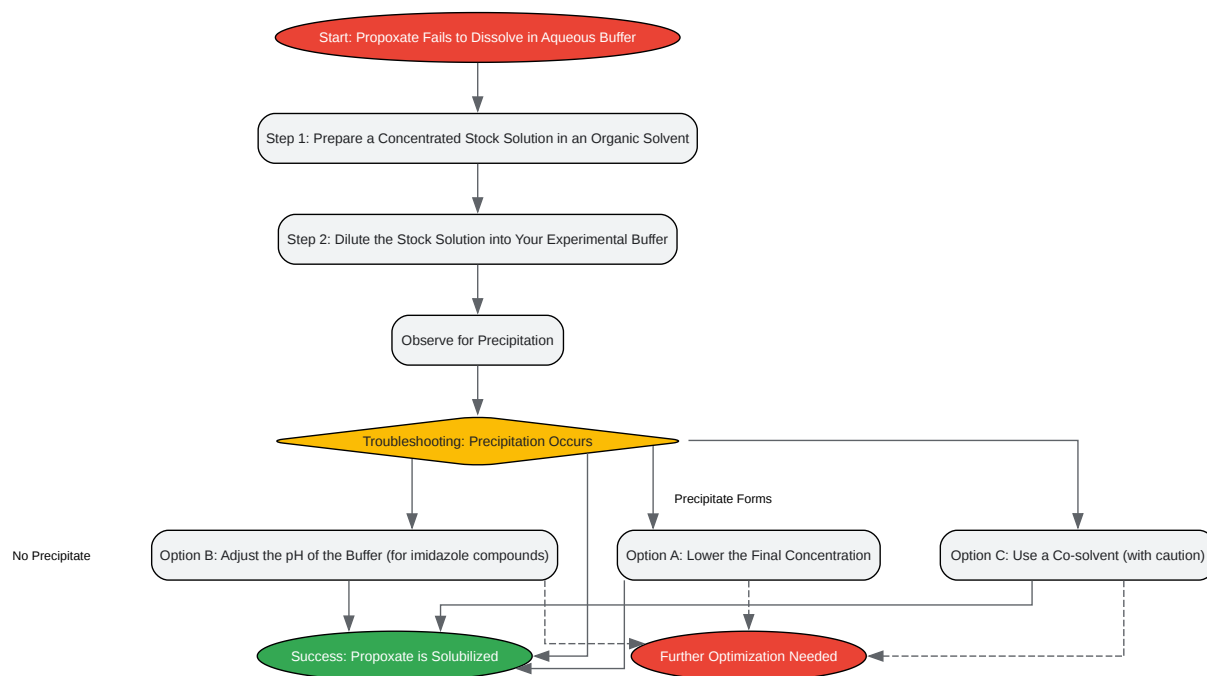 Start: Propoxate Fails to Dissolve in Aqueous Buffer
Step 1: Prepare a Concentrated Stock Solution in an Organic Solvent
Step 2: Dilute the Stock Solution into Your Experimental Buffer
Observe for Precipitation
Troubleshooting: Precipitation Occurs
Precipitate Forms
No Precipitate
Option B: Adjust the pH of the Buffer (for imidazole compounds)
Option A: Lower the Final Concentration
Option C: Use a Co-solvent (with caution)
Success: Propoxate is Solubilized
Further Optimization Needed